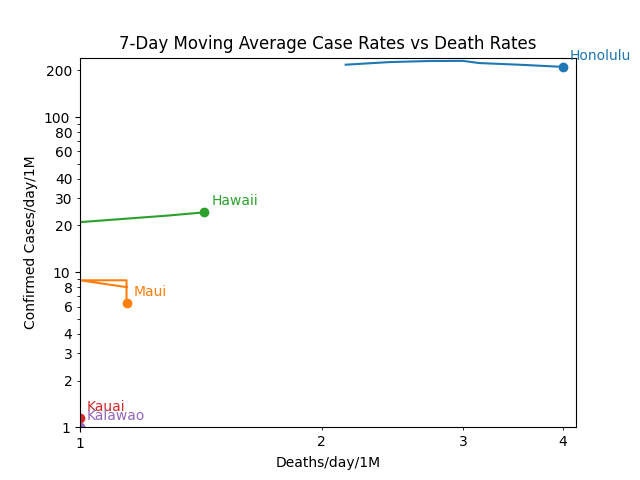 7-Day Moving Average Case Rates vs Death Rates
Honolulu
Hawaii
Maui
Kauai
Kalawao
Confirmed Cases/day/1M
200
100
80
60
40
30
20
10
8
6
4
3
2
1
1
2
3
4
Deaths/day/1M